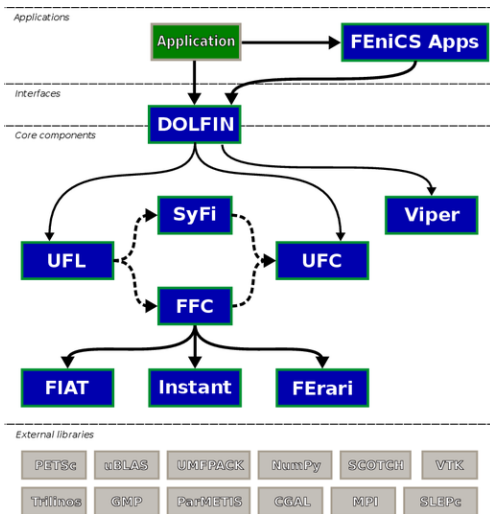 Applications
Application
FEniCS Apps
Interfaces
DOLFIN
Core components
SyFi
Viper
UFL
UFC
FFC
FIAT
Instant
FErari
External libraries
PETSc
uBLAS
UMFPACK
NumPy
SCOTCH
VTK
Trilinos
GMP
ParMETIS
CGAL
MPI
SLEPc